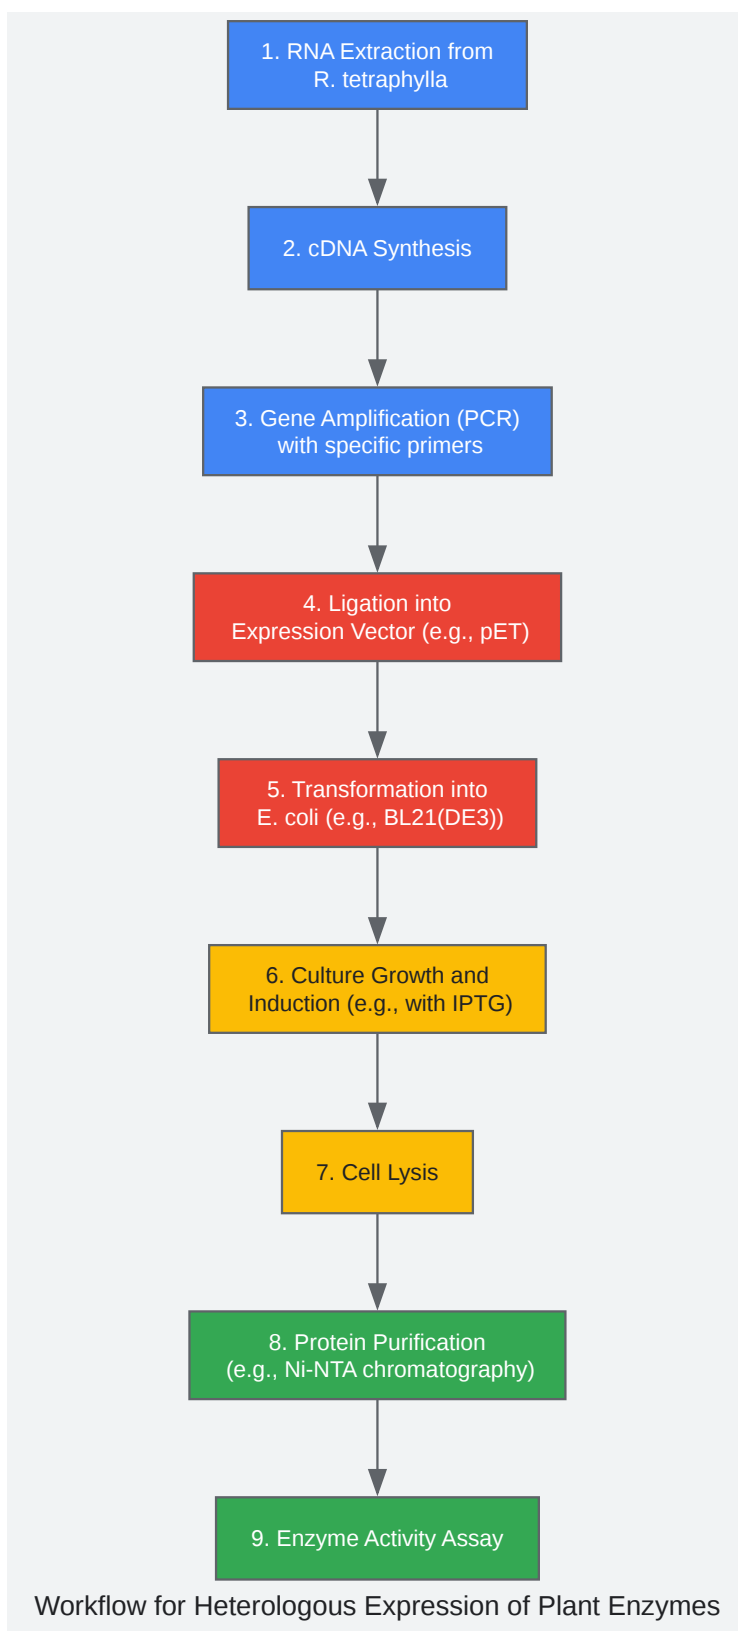 1. RNA Extraction from
R. tetraphylla
2. cDNA Synthesis
3. Gene Amplification (PCR)
with specific primers
4. Ligation into
Expression Vector (e.g., pET)
5. Transformation into
E. coli (e.g., BL21(DE3))
6. Culture Growth and
Induction (e.g., with IPTG)
7. Cell Lysis
8. Protein Purification
(e.g., Ni-NTA chromatography)
9. Enzyme Activity Assay
Workflow for Heterologous Expression of Plant Enzymes